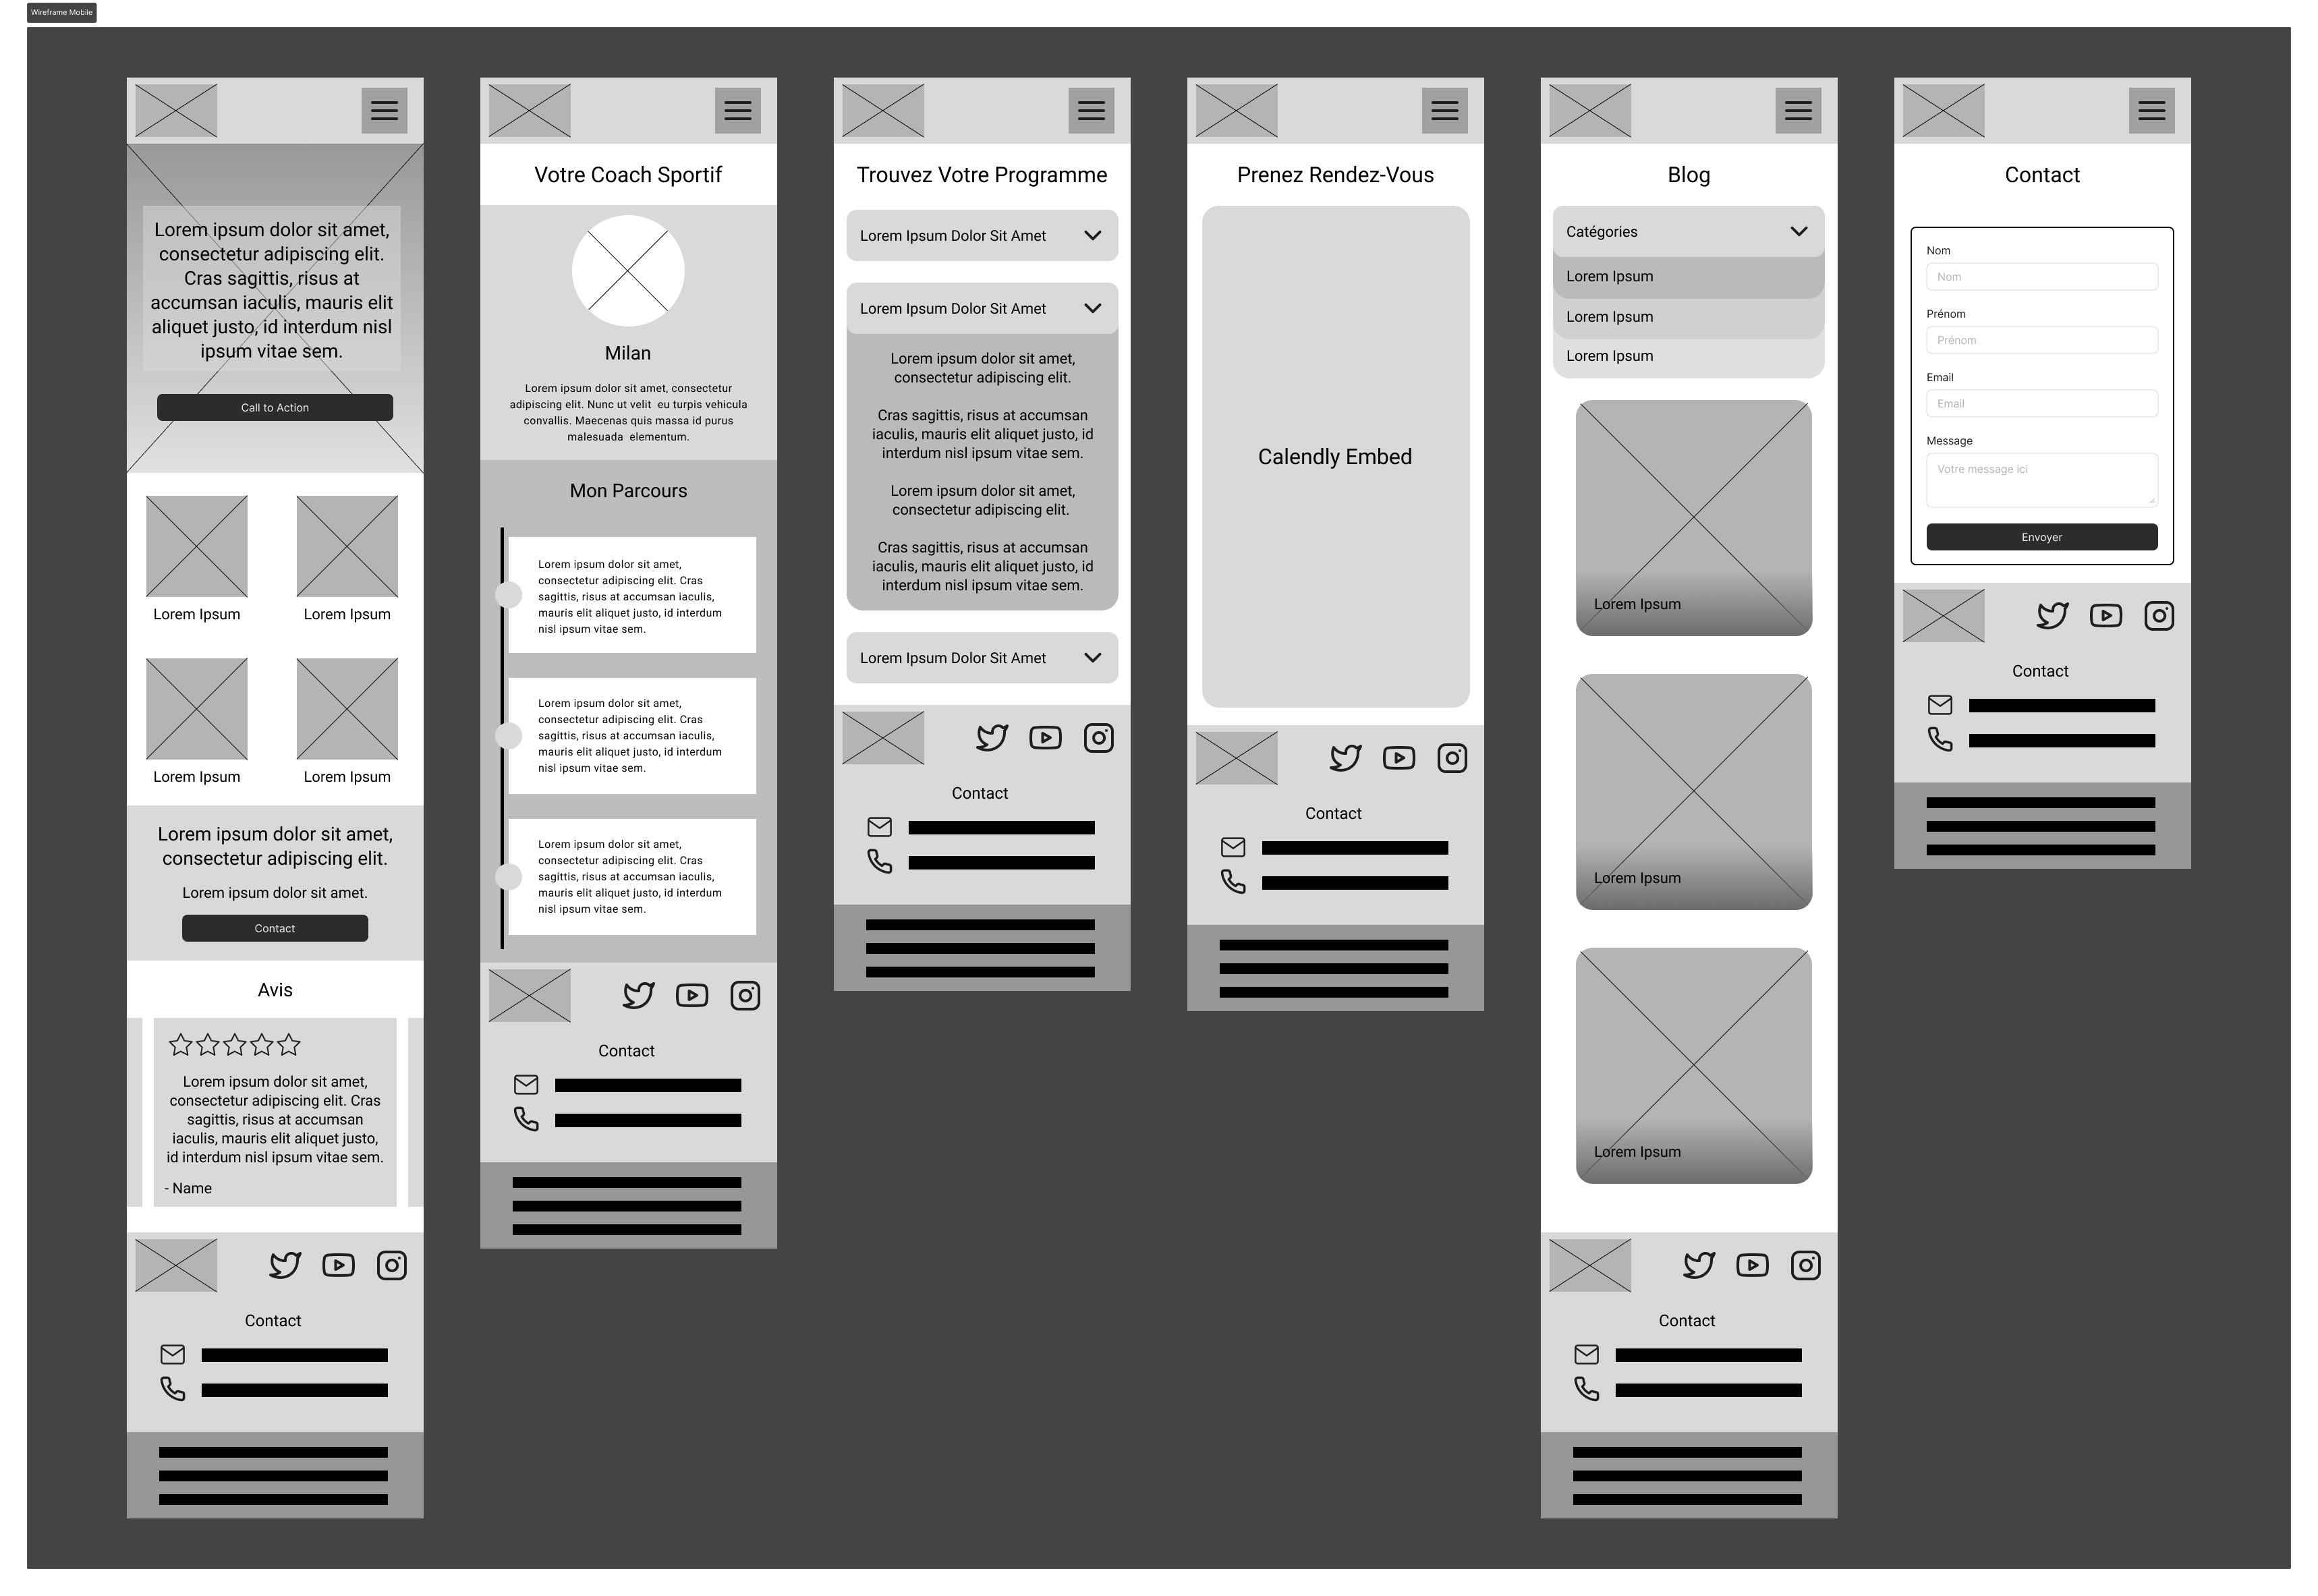 Wireframe Mobile
Lorem ipsum dolor sit amet,
consectetur adipiscing elit.
Cras sagittis, risus at
accumsan iaculis, mauris elit
aliquet justo, id interdum nisl
ipsum vitae sem.
Call to Action
Lorem Ipsum
Lorem Ipsum
Lorem Ipsum
Lorem Ipsum
Lorem ipsum dolor sit amet,
consectetur adipiscing elit.
Lorem ipsum dolor sit amet.
Contact
Avis
Lorem ipsum dolor sit amet,
consectetur adipiscing elit. Cras
sagittis, risus at accumsan
iaculis, mauris elit aliquet justo,
id interdum nisl ipsum vitae sem.
- Name
Contact
Votre Coach Sportif
Milan
Lorem ipsum dolor sit amet, consectetur
adipiscing elit. Nunc ut velit eu turpis vehicula
convallis. Maecenas quis massa id purus
malesuada elementum.
Mon Parcours
Lorem ipsum dolor sit amet,
consectetur adipiscing elit. Cras
sagittis, risus at accumsan iaculis,
mauris elit aliquet justo, id interdum
nisl ipsum vitae sem.
Lorem ipsum dolor sit amet,
consectetur adipiscing elit. Cras
sagittis, risus at accumsan iaculis,
mauris elit aliquet justo, id interdum
nisl ipsum vitae sem.
Lorem ipsum dolor sit amet,
consectetur adipiscing elit. Cras
sagittis, risus at accumsan iaculis,
mauris elit aliquet justo, id interdum
nisl ipsum vitae sem.
Contact
Trouvez Votre Programme
Lorem Ipsum Dolor Sit Amet
Lorem Ipsum Dolor Sit Amet
Lorem ipsum dolor sit amet,
consectetur adipiscing elit.
Cras sagittis, risus at accumsan
iaculis, mauris elit aliquet justo, id
interdum nisl ipsum vitae sem.
Lorem ipsum dolor sit amet,
consectetur adipiscing elit.
Cras sagittis, risus at accumsan
iaculis, mauris elit aliquet justo, id
interdum nisl ipsum vitae sem.
Lorem Ipsum Dolor Sit Amet
Contact
Prenez Rendez-Vous
Calendly Embed
Contact
Blog
Catégories
Lorem Ipsum
Lorem Ipsum
Lorem Ipsum
Lorem Ipsum
Lorem Ipsum
Lorem Ipsum
Contact
Contact
Nom
Nom
Prénom
Prénom
Email
Email
Message
Votre message ici
Envoyer
Contact